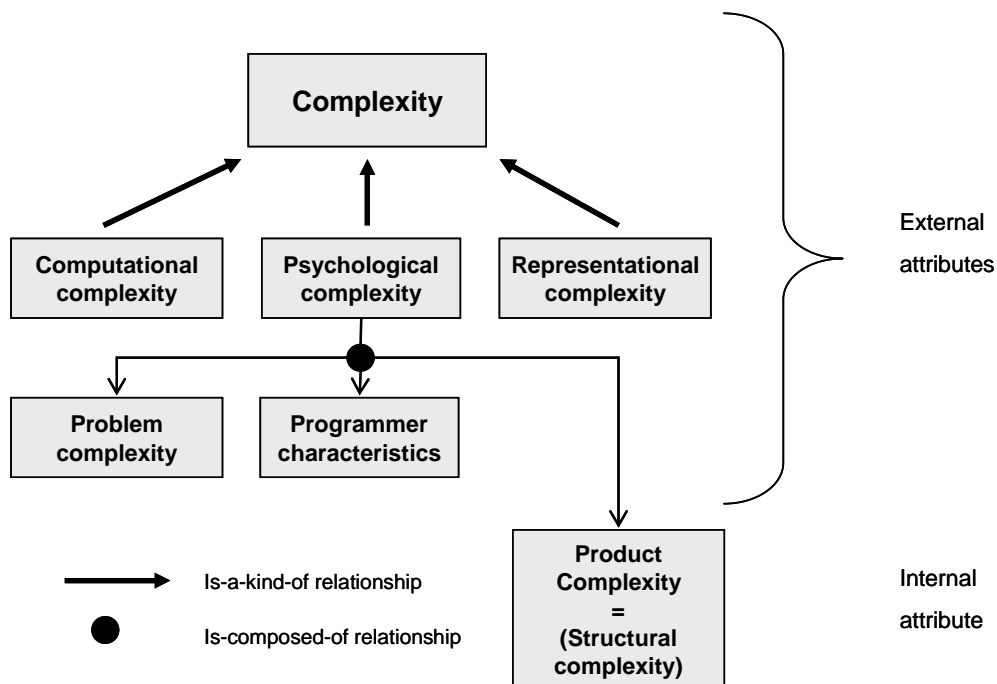 Complexity
External
attributes
Computational
complexity
Psychological
complexity
Representational
complexity
Problem
complexity
Programmer
characteristics
Product
Complexity
=
(Structural
complexity)
Internal
attribute
Is-a-kind-of relationship
Is-composed-of relationship